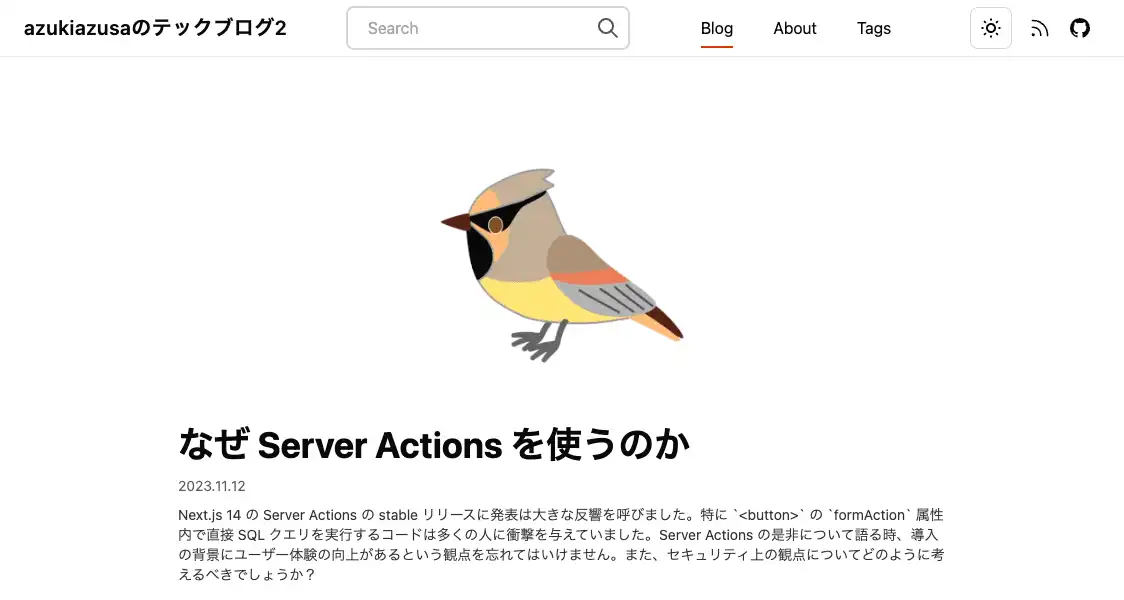 azukiazusaのテックブログ2
Search
Blog
About
Tags
なぜ Server Actions を使うのか
2023.11.12
Next.js 14 の Server Actions の stable リリースに発表は大きな反響を呼びました。特に `<button>` の `formAction` 属性
内で直接 SQL クエリを実行するコードは多くの人に衝撃を与えていました。Server Actions の是非について語る時、導入
の背景にユーザー体験の向上があるという観点を忘れてはいけません。また、セキュリティ上の観点についてどのように考
えるべきでしょうか？